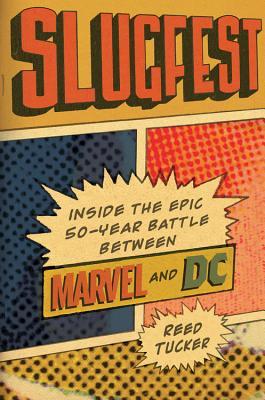 SLUGFEST
INSIDE THE EPIC
50-YEAR BATTLE
BETWEEN
MARVEL AND DC
REED
TUCKER